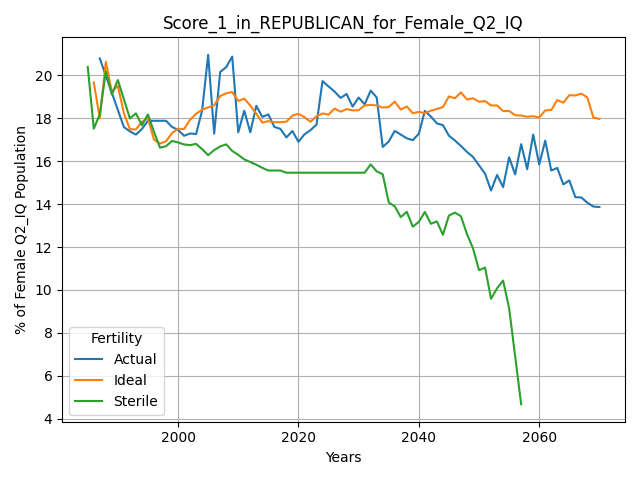 Score_1_in_REPUBLICAN_for_Female_Q2_IQ
% of Female Q2_IQ Population
20
18
16
14
12
10
8
6
4
Fertility
Actual
Ideal
Sterile
2000
2020
2040
2060
Years